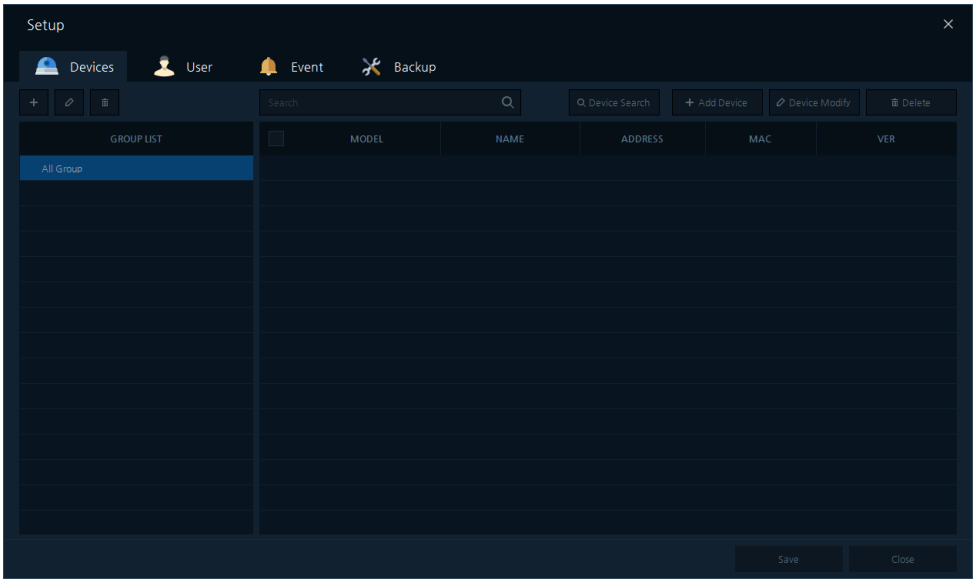 Setup
Devices User Event Backup
Search Device Search Add Device Device Modify Delete
GROUP LIST MODEL NAME ADDRESS MAC VER
All Group
Save Close